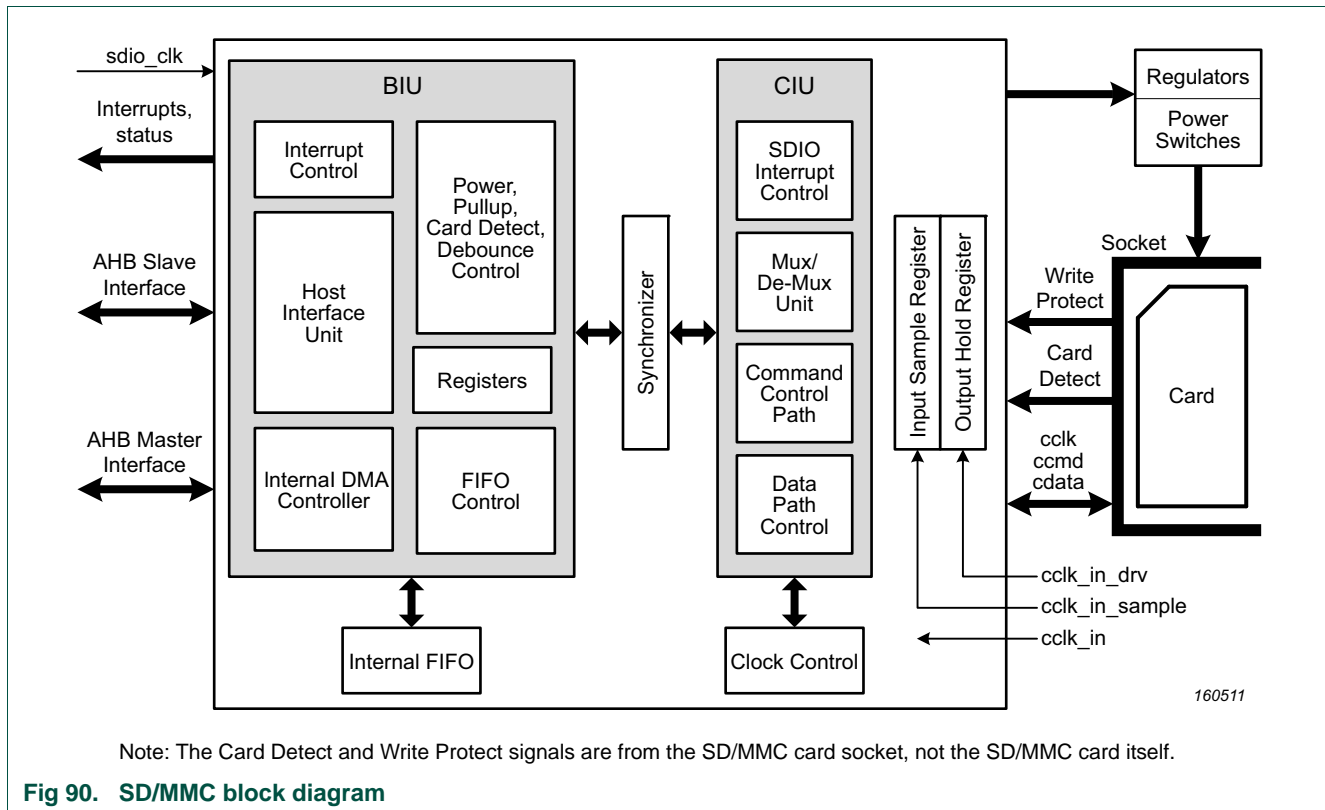 sdio_clk
Interrupts,
status
AHB Slave
Interface
AHB Master
Interface
BIU
Interrupt
Control
Power,
Pullup,
Card Detect,
Debounce
Control
Host
Interface
Unit
Registers
Internal DMA
Controller
FIFO
Control
Internal FIFO
Synchronizer
CIU
SDIO
Interrupt
Control
Mux/
De-Mux
Unit
Command
Control
Path
Data
Path
Control
Clock Control
Input Sample Register
Output Hold Register
Regulators
Power
Switches
Socket
Write
Protect
Card
Detect
cclk
ccmd
cdata
Card
cclk_in_drv
cclk_in_sample
cclk_in
160511
Note: The Card Detect and Write Protect signals are from the SD/MMC card socket, not the SD/MMC card itself.
Fig 90. SD/MMC block diagram